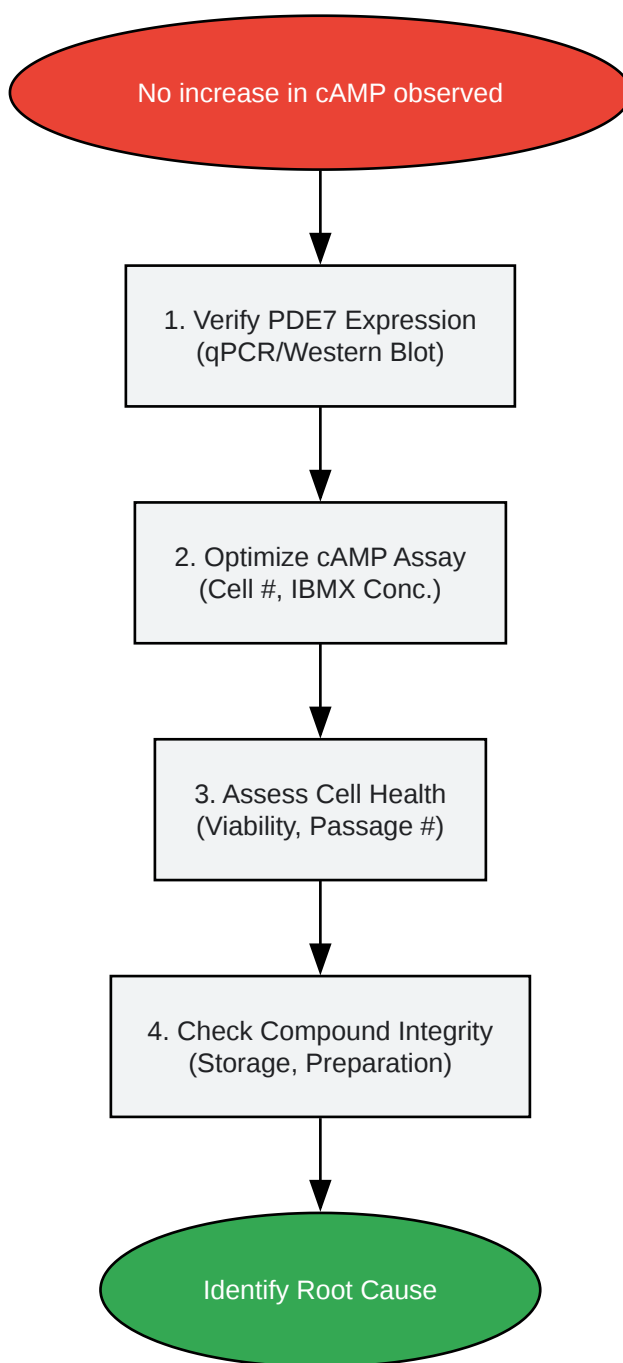 No increase in cAMP observed
1. Verify PDE7 Expression
(qPCR/Western Blot)
2. Optimize cAMP Assay
(Cell #, IBMX Conc.)
3. Assess Cell Health
(Viability, Passage #)
4. Check Compound Integrity
(Storage, Preparation)
Identify Root Cause